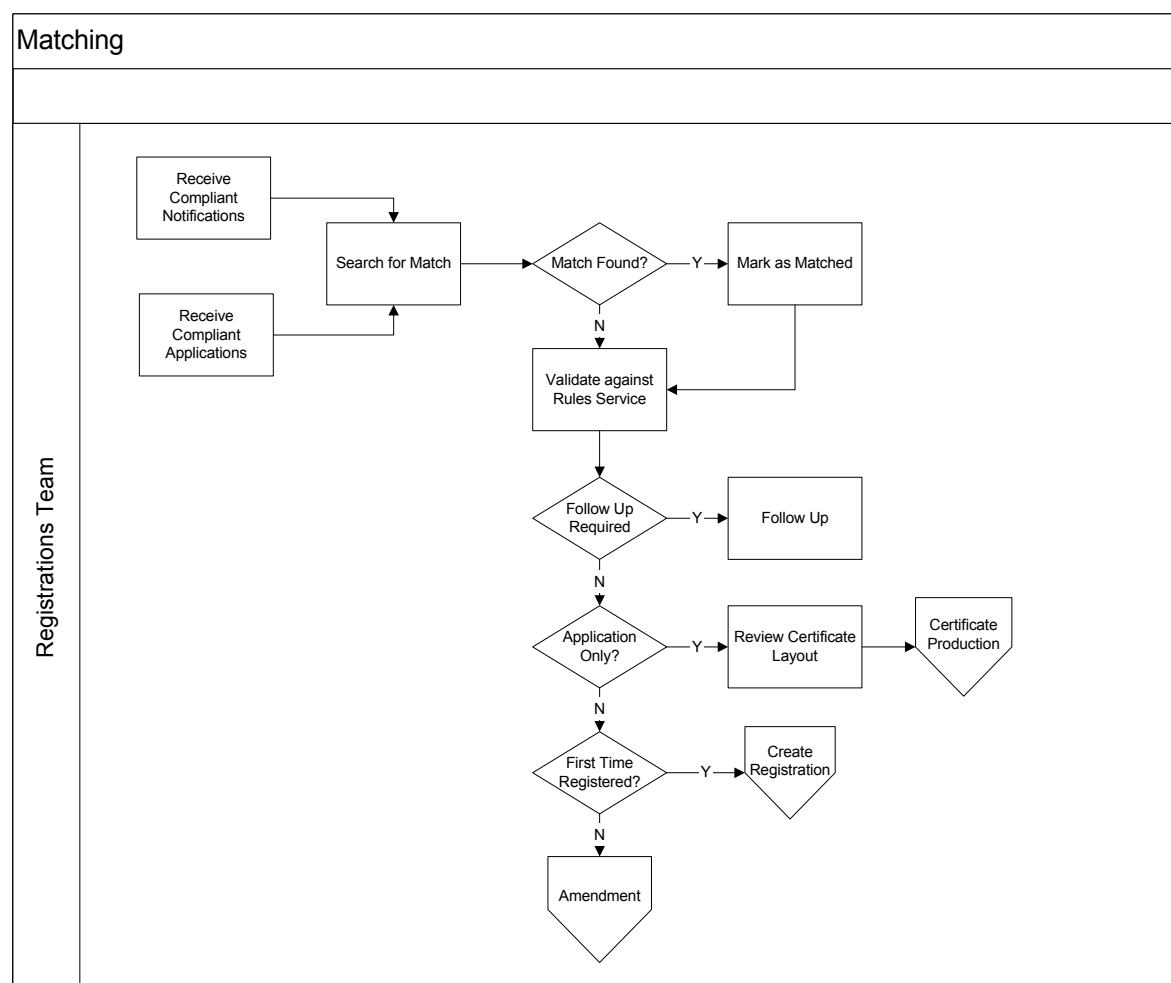 Matching
Registrations Team
Receive
Compliant
Notifications
Receive
Compliant
Applications
Search for Match
Match Found?
Y
Mark as Matched
N
Validate against
Rules Service
Follow Up
Required
Y
Follow Up
N
Application
Only?
Y
Review Certificate
Layout
Certificate
Production
N
First Time
Registered?
Y
Create
Registration
N
Amendment